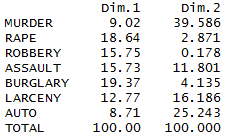 Dim.1 Dim.2
MURDER 9.02 39.586
RAPE 18.64 2.871
ROBBERY 15.75 0.178
ASSAULT 15.73 11.801
BURGLARY 19.37 4.135
LARCENY 12.77 16.186
AUTO 8.71 25.243
TOTAL 100.00 100.000